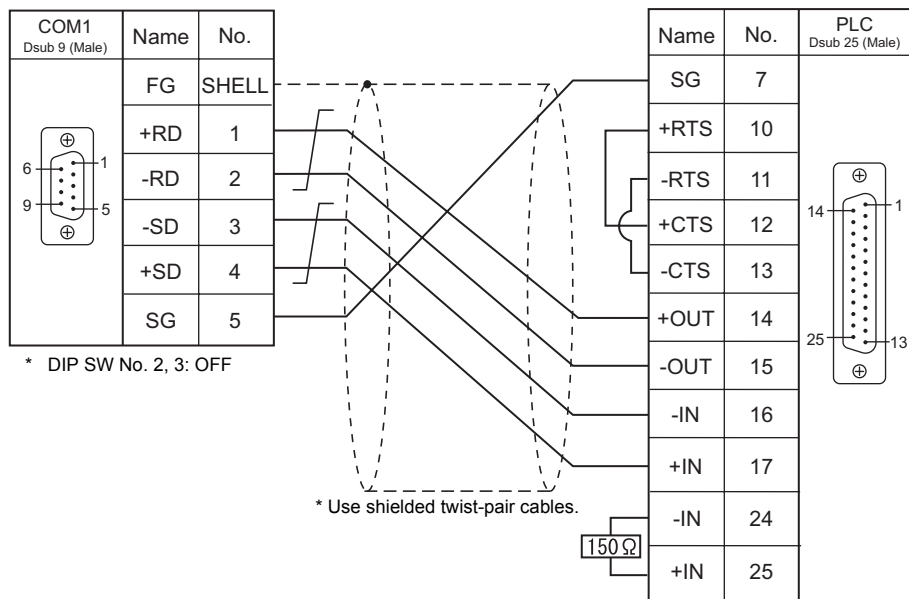 COM1
Dsub 9 (Male)
Name No.
FG SHELL
+RD 1
-RD 2
-SD 3
+SD 4
SG 5
6
1
9
5
* DIP SW No. 2, 3: OFF
* Use shielded twist-pair cables.
Name No.
PLC
Dsub 25 (Male)
SG 7
+RTS 10
-RTS 11
+CTS 12
-CTS 13
+OUT 14
-OUT 15
-IN 16
+IN 17
-IN 24
+IN 25
150Ω
14
1
25
13